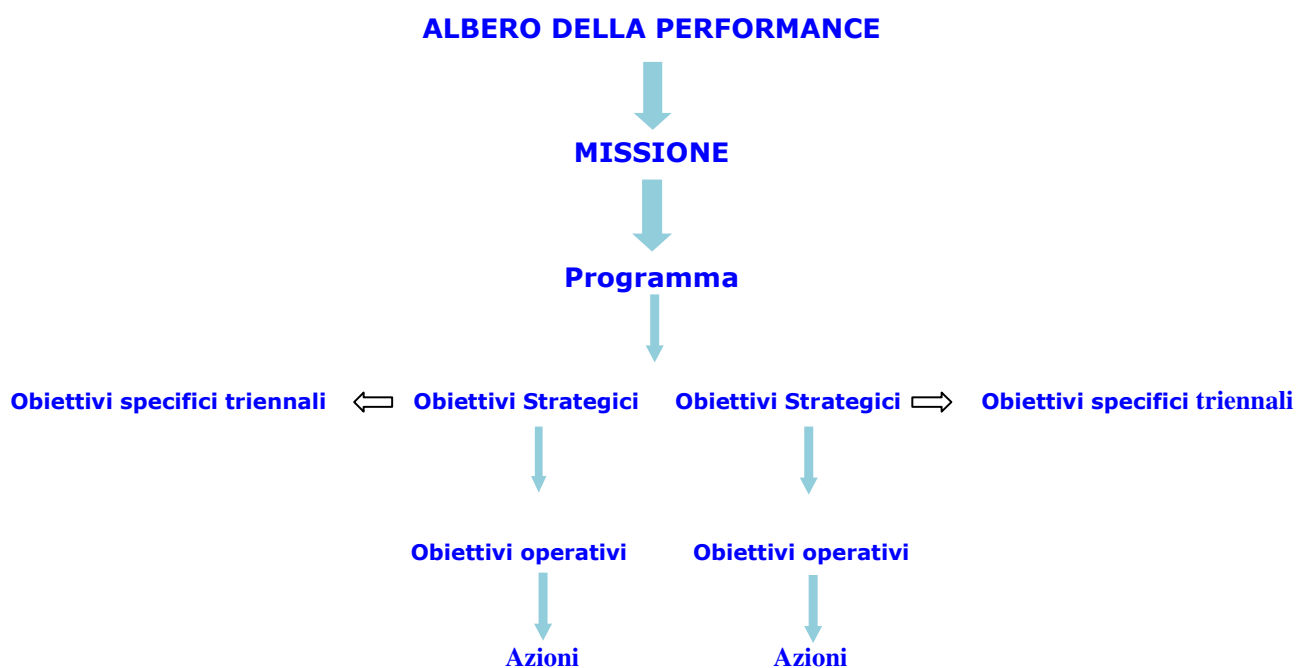 ALBERO DELLA PERFORMANCE
MISSIONE
Programma
Obiettivi specifici triennali
Obiettivi Strategici
Obiettivi Strategici
Obiettivi specifici triennali
Obiettivi operativi
Obiettivi operativi
Azioni
Azioni